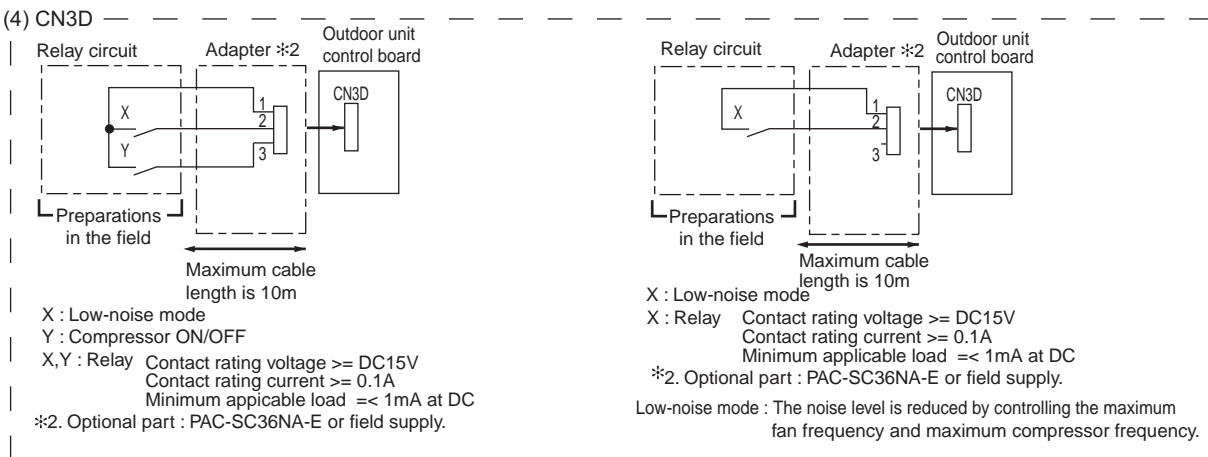 (4) CN3D
Relay circuit
Adapter ✻2
Outdoor unit
control board
CN3D
X
Y
1
2
3
Preparations
in the field
Maximum cable
length is 10m
X : Low-noise mode
Y : Compressor ON/OFF
X,Y : Relay Contact rating voltage >= DC15V
Contact rating current >= 0.1A
Minimum appicable load =< 1mA at DC
✻2. Optional part : PAC-SC36NA-E or field supply.
Relay circuit
Adapter ✻2
Outdoor unit
control board
CN3D
X
1
2
3
Preparations
in the field
Maximum cable
length is 10m
X : Low-noise mode
X : Relay Contact rating voltage >= DC15V
Contact rating current >= 0.1A
Minimum applicable load =< 1mA at DC
✻2. Optional part : PAC-SC36NA-E or field supply.
Low-noise mode : The noise level is reduced by controlling the maximum
fan frequency and maximum compressor frequency.